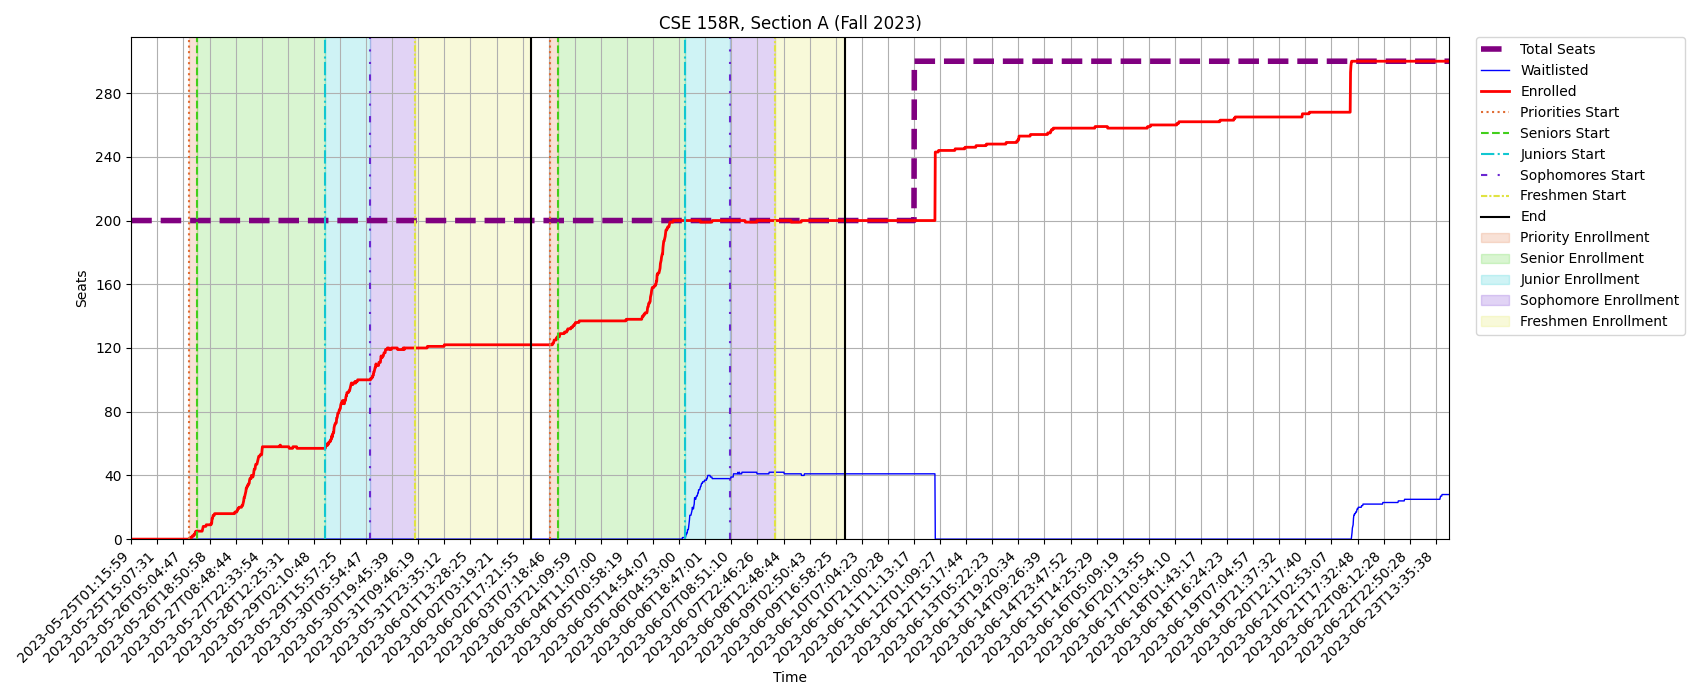 CSE 158R, Section A (Fall 2023)
Seats
280
240
200
160
120
80
40
0
2023-05-25T01:15:59
2023-05-25T15:07:31
2023-05-26T05:04:47
2023-05-26T18:50:58
2023-05-27T08:48:44
2023-05-27T22:33:54
2023-05-28T12:25:31
2023-05-29T02:10:48
2023-05-29T15:57:25
2023-05-30T05:54:47
2023-05-30T19:45:39
2023-05-31T09:46:19
2023-05-31T23:35:12
2023-06-01T13:28:25
2023-06-02T03:19:21
2023-06-02T17:21:55
2023-06-03T07:18:46
2023-06-03T21:09:59
2023-06-04T11:07:00
2023-06-05T00:58:19
2023-06-05T14:54:07
2023-06-06T04:53:00
2023-06-06T18:47:01
2023-06-07T08:51:10
2023-06-07T22:46:26
2023-06-08T12:48:44
2023-06-09T02:50:43
2023-06-09T16:58:25
2023-06-10T07:04:23
2023-06-10T21:00:28
2023-06-11T11:13:17
2023-06-12T01:09:27
2023-06-12T15:17:44
2023-06-13T05:22:23
2023-06-13T19:20:34
2023-06-14T09:26:39
2023-06-14T23:47:52
2023-06-15T14:25:29
2023-06-16T05:09:19
2023-06-16T20:13:55
2023-06-17T10:54:10
2023-06-18T01:43:17
2023-06-18T16:24:23
2023-06-19T07:04:57
2023-06-19T21:37:32
2023-06-20T12:17:40
2023-06-21T02:53:07
2023-06-21T17:32:48
2023-06-22T08:12:28
2023-06-22T22:50:28
2023-06-23T13:35:38
Time
Total Seats
Waitlisted
Enrolled
Priorities Start
Seniors Start
Juniors Start
Sophomores Start
Freshmen Start
End
Priority Enrollment
Senior Enrollment
Junior Enrollment
Sophomore Enrollment
Freshmen Enrollment